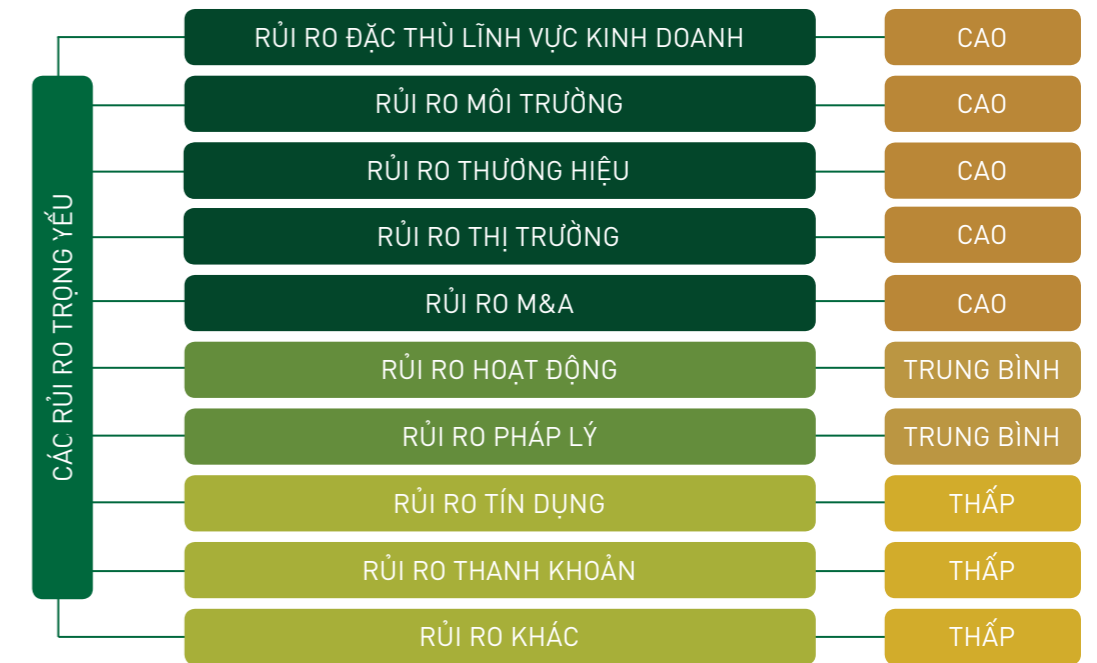 CÁC RỦI RO TRỌNG YẾU
RỦI RO ĐẶC THÙ LĨNH VỰC KINH DOANH
CAO
RỦI RO MÔI TRƯỜNG
CAO
RỦI RO THƯƠNG HIỆU
CAO
RỦI RO THỊ TRƯỜNG
CAO
RỦI RO M&A
CAO
RỦI RO HOẠT ĐỘNG
TRUNG BÌNH
RỦI RO PHÁP LÝ
TRUNG BÌNH
RỦI RO TÍN DỤNG
THẤP
RỦI RO THANH KHOẢN
THẤP
RỦI RO KHÁC
THẤP